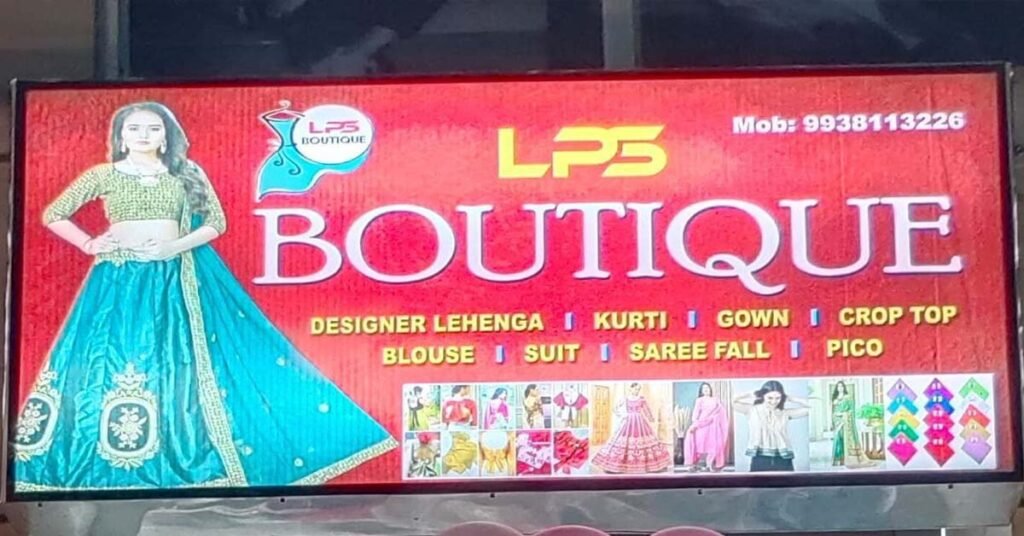 LPS
BOUTIQUE
LPS
Mob: 9938113226
BOUTIQUE
DESIGNER LEHENGA | KURTI | GOWN | CROP TOP
BLOUSE | SUIT | SAREE FALL | PICO